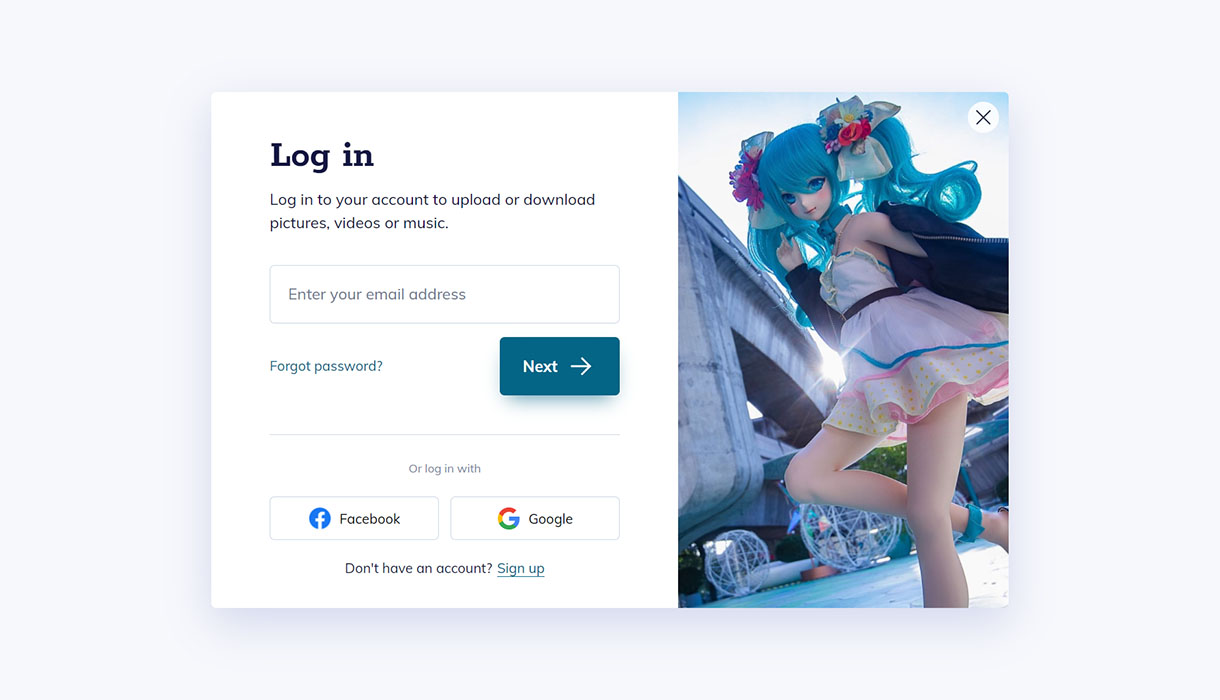 Log in
Log in to your account to upload or download
pictures, videos or music.
Enter your email address
Forgot password?
Next
Or log in with
Facebook
Google
Don't have an account? Sign up